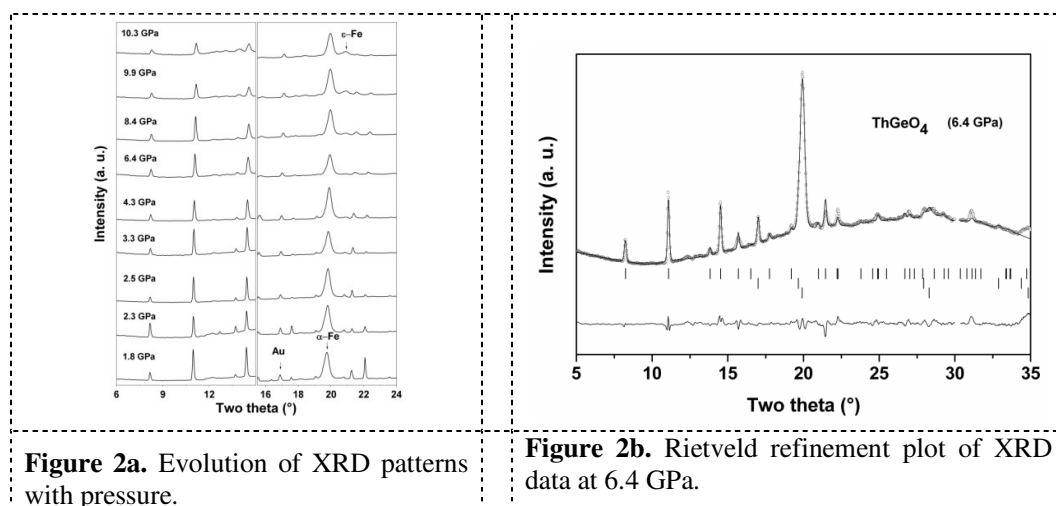 10.3 GPa
ε–Fe
9.9 GPa
8.4 GPa
6.4 GPa
4.3 GPa
3.3 GPa
2.5 GPa
2.3 GPa
α–Fe
Au
1.8 GPa
Intensity (a. u.)
6 9 12 16 18 20 22 24
Two theta (°)
ThGeO4 (6.4 GPa)
Intensity (a. u.)
5 10 15 20 25 30 35
Two theta (°)
Figure 2a. Evolution of XRD patterns
with pressure.
Figure 2b. Rietveld refinement plot of XRD
data at 6.4 GPa.